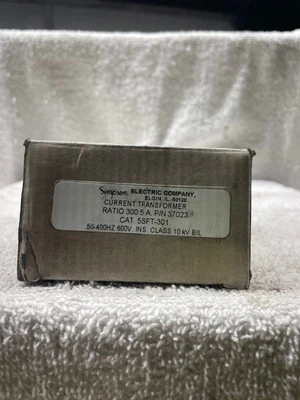 Simpson ELECTRIC COMPANY,
ELGIN, IL. 60120
CURRENT TRANSFORMER
RATIO 300:5 A. P/N 37023
CAT. 5SFT-301
50-400HZ 600V. INS. CLASS 10 kV BIL